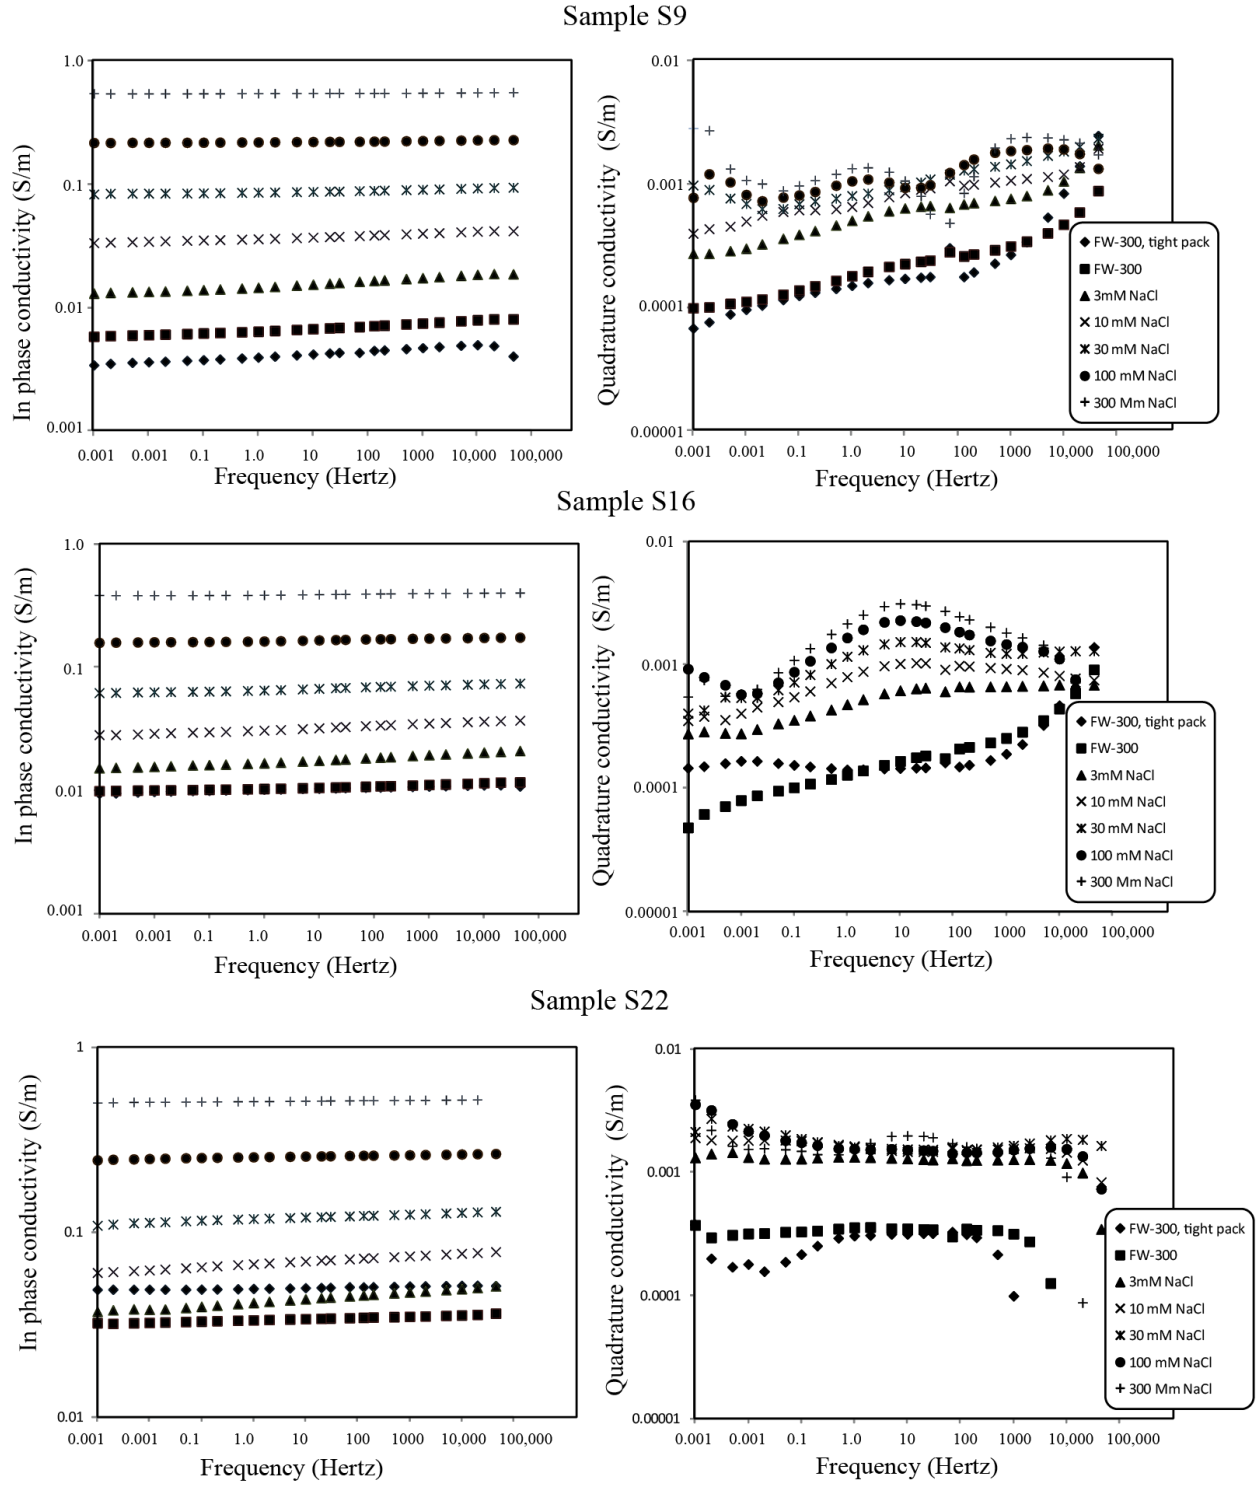 Sample S9
In phase conductivity (S/m)
1.0
0.1
0.01
0.001
0.001 0.001 0.1 1.0 10 100 1000 10,000 100,000
Frequency (Hertz)
Quadrature conductivity (S/m)
0.01
0.001
0.0001
0.00001
0.001 0.001 0.1 1.0 10 100 1000 10,000 100,000
Frequency (Hertz)
FW-300, tight pack
FW-300
3mM NaCl
10 mM NaCl
30 mM NaCl
100 mM NaCl
300 Mm NaCl
Sample S16
In phase conductivity (S/m)
1.0
0.1
0.01
0.001
0.001 0.001 0.1 1.0 10 100 1000 10,000 100,000
Frequency (Hertz)
Quadrature conductivity (S/m)
0.01
0.001
0.0001
0.00001
0.001 0.001 0.1 1.0 10 100 1000 10,000 100,000
Frequency (Hertz)
FW-300, tight pack
FW-300
3mM NaCl
10 mM NaCl
30 mM NaCl
100 mM NaCl
300 Mm NaCl
Sample S22
In phase conductivity (S/m)
1
0.1
0.01
0.001 0.001 0.1 1.0 10 100 1000 10,000 100,000
Frequency (Hertz)
Quadrature conductivity (S/m)
0.01
0.001
0.0001
0.00001
0.001 0.001 0.1 1.0 10 100 1000 10,000 100,000
Frequency (Hertz)
FW-300, tight pack
FW-300
3mM NaCl
10 mM NaCl
30 mM NaCl
100 mM NaCl
300 Mm NaCl